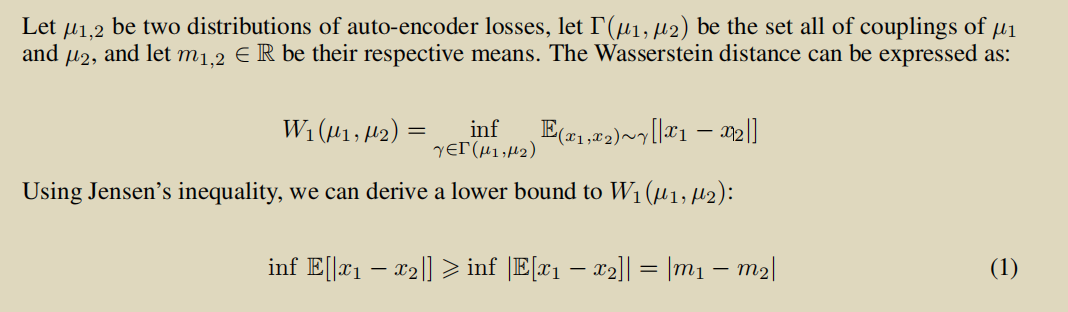 Let μ₁,₂ be two distributions of auto-encoder losses, let Γ(μ₁, μ₂) be the set all of couplings of μ₁
and μ₂, and let m₁,₂ ∈ ℝ be their respective means. The Wasserstein distance can be expressed as:
W₁(μ₁, μ₂) = inf_{γ∈Γ(μ₁,μ₂)} 𝔼_{(x₁,x₂)∼γ}[|x₁ − x₂|]
Using Jensen's inequality, we can derive a lower bound to W₁(μ₁, μ₂):
inf 𝔼[|x₁ − x₂|] ⩾ inf |𝔼[x₁ − x₂]| = |m₁ − m₂| (1)